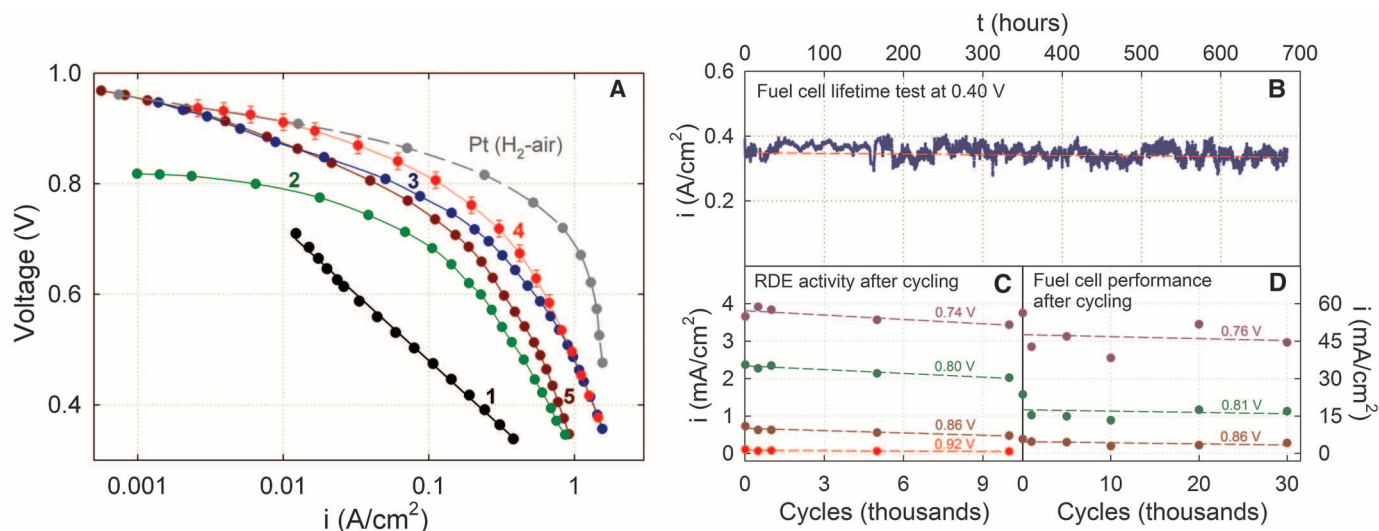 t (hours)
0 100 200 300 400 500 600 700
1.0
0.8
0.6
0.4
Voltage (V)
A
Pt (H2-air)
2
3
4
1
5
0.001 0.01 0.1 1
i (A/cm2)
0.6
0.4
0.2
i (A/cm2)
Fuel cell lifetime test at 0.40 V
B
RDE activity after cycling
C
4
3
2
1
0
i (mA/cm2)
0.74 V
0.80 V
0.86 V
0.92 V
0 3 6 9
Cycles (thousands)
Fuel cell performance
after cycling
D
0.76 V
0.81 V
0.86 V
60
45
30
15
0
i (mA/cm2)
0 10 20 30
Cycles (thousands)